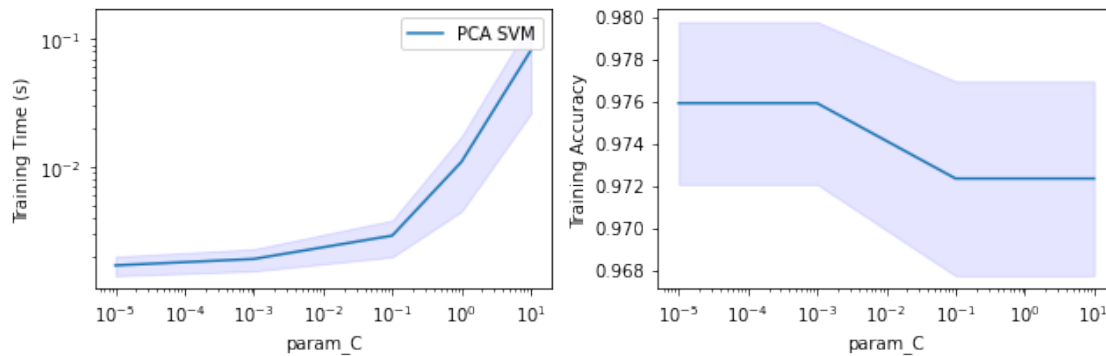 PCA SVM
Training Time (s)
10⁻¹
10⁻²
10⁻⁵ 10⁻⁴ 10⁻³ 10⁻² 10⁻¹ 10⁰ 10¹
param_C
Training Accuracy
0.980
0.978
0.976
0.974
0.972
0.970
0.968
10⁻⁵ 10⁻⁴ 10⁻³ 10⁻² 10⁻¹ 10⁰ 10¹
param_C